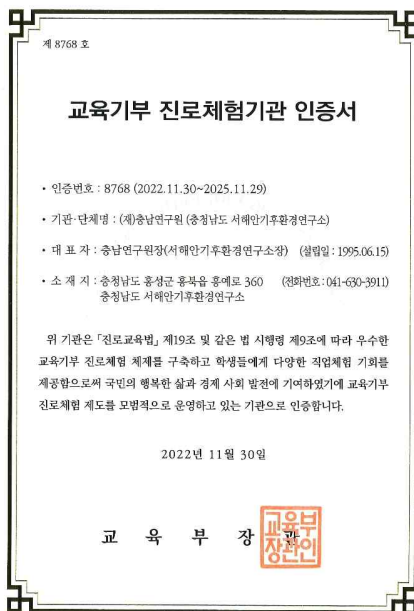 제 8768 호
교육기부 진로체험기관 인증서
• 인증번호 : 8768 (2022.11.30~2025.11.29)
• 기관·단체명 : (재)충남연구원 (충청남도 서해안기후환경연구소)
• 대 표 자 : 충남연구원장(서해안기후환경연구소장) (설립일 : 1995.06.15)
• 소 재 지 : 충청남도 홍성군 홍북읍 홍예로 360 (전화번호 : 041-630-3911)
충청남도 서해안기후환경연구소
위 기관은 「진로교육법」 제19조 및 같은 법 시행령 제9조에 따라 우수한
교육기부 진로체험 체제를 구축하고 학생들에게 다양한 직업체험 기회를
제공함으로써 국민의 행복한 삶과 경제 사회 발전에 기여하였기에 교육기부
진로체험 제도를 모범적으로 운영하고 있는 기관으로 인증합니다.
2022년 11월 30일
교 육 부 장 관
교육부
장관인